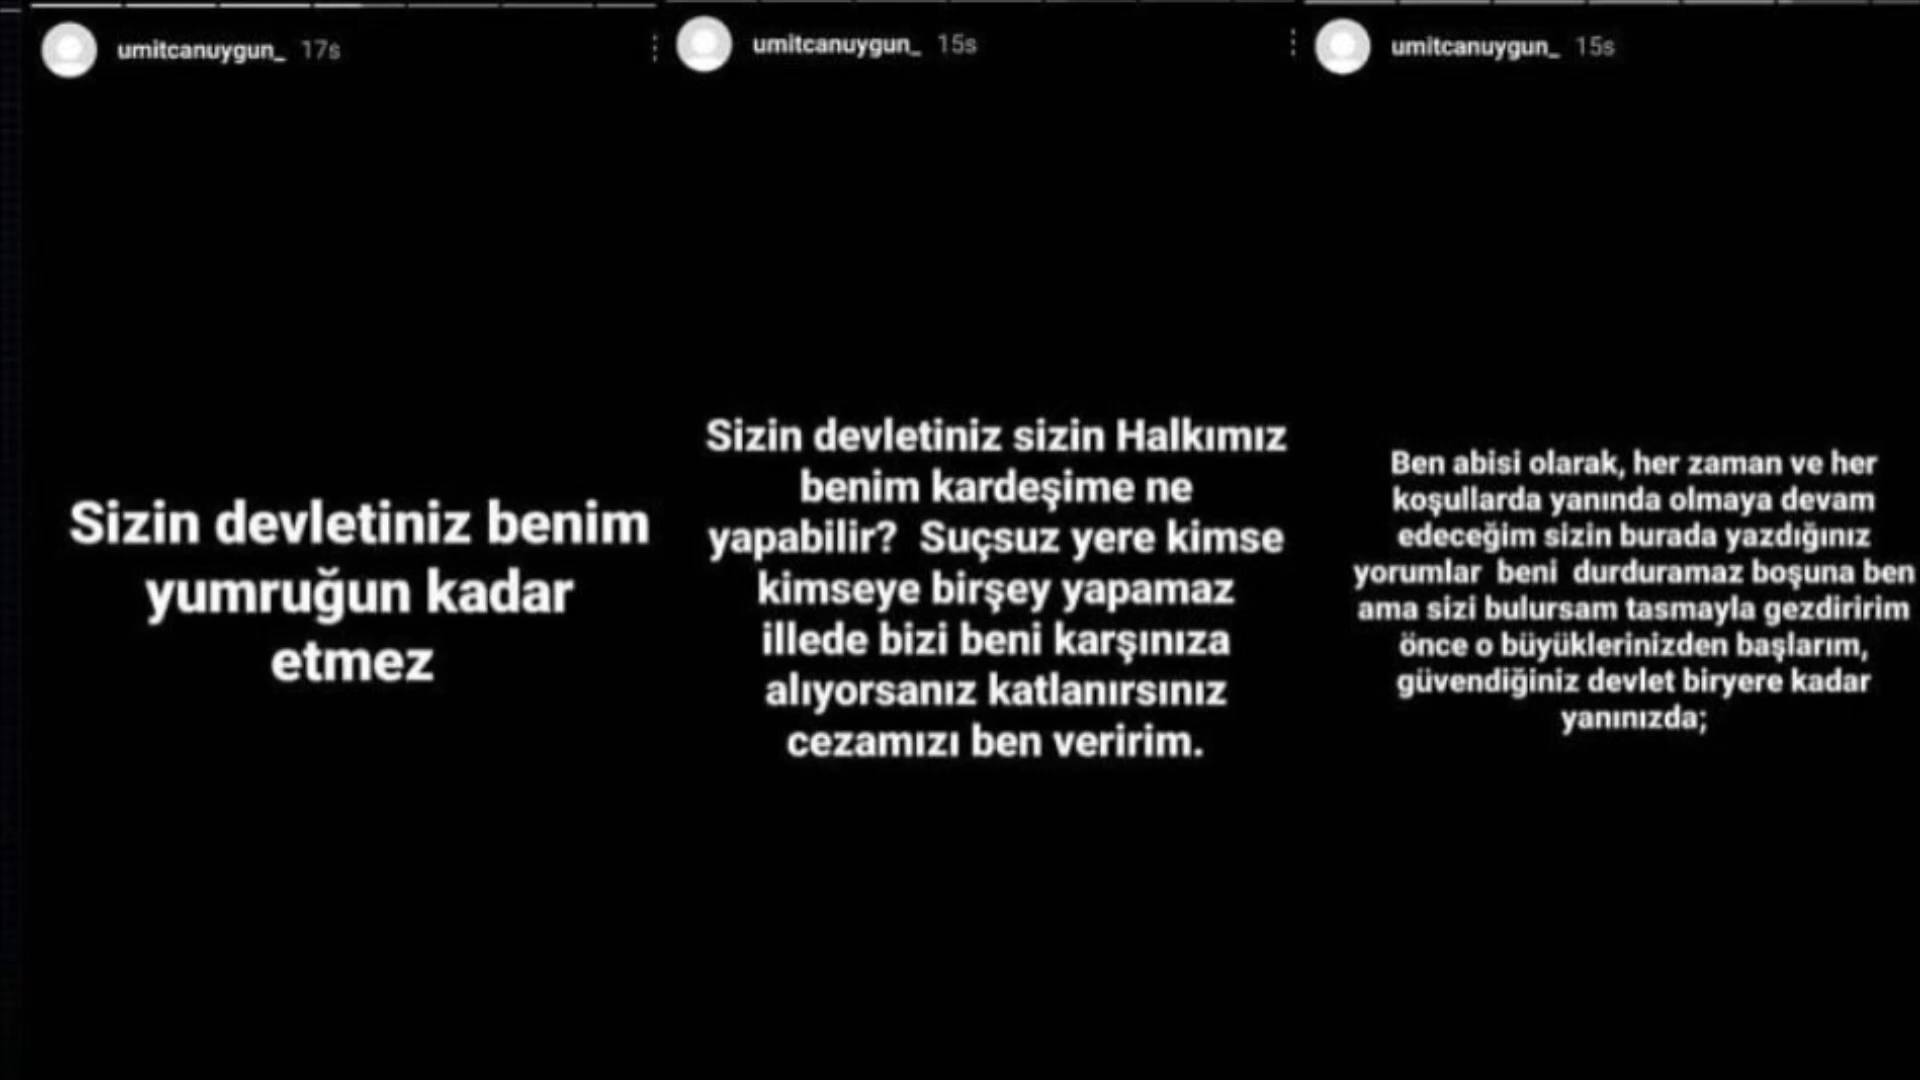 umitcanuygun_ 17s
Sizin devletiniz benim
yumruğun kadar
etmez
umitcanuygun_ 15s
Sizin devletiniz sizin Halkımız
benim kardeşime ne
yapabilir? Suçsuz yere kimse
kimseye birşey yapamaz
illede bizi beni karşınıza
alıyorsanız katlanırsınız
cezamızı ben veririm.
umitcanuygun_ 15s
Ben abisi olarak, her zaman ve her
koşullarda yanında olmaya devam
edeceğim sizin burada yazdığınız
yorumlar beni durduramaz boşuna ben
ama sizi bulursam tasmayla gezdiririm
önce o büyüklerinizden başlarım,
güvendiğiniz devlet biryere kadar
yanınızda;